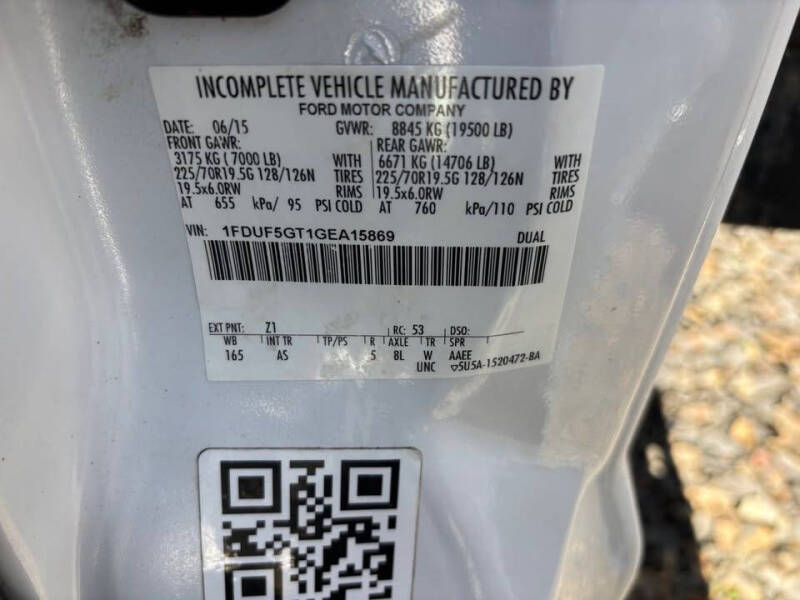 INCOMPLETE VEHICLE MANUFACTURED BY
FORD MOTOR COMPANY
DATE: 06/15 GVWR: 8845 KG (19500 LB)
FRONT GAWR: REAR GAWR:
3175 KG ( 7000 LB) WITH 6671 KG (14706 LB) WITH
225/70R19.5G 128/126N TIRES 225/70R19.5G 128/126N TIRES
19.5x6.0RW RIMS 19.5x6.0RW RIMS
AT 655 kPa/ 95 PSI COLD AT 760 kPa/110 PSI COLD
VIN: 1FDUF5GT1GEA15869 DUAL
EXT PNT: Z1 RC: 53 DSO:
WB INT TR TP/PS R AXLE TR SPR
165 AS 5 8L W AAEE
UNC ▽5U5A-1520472-BA